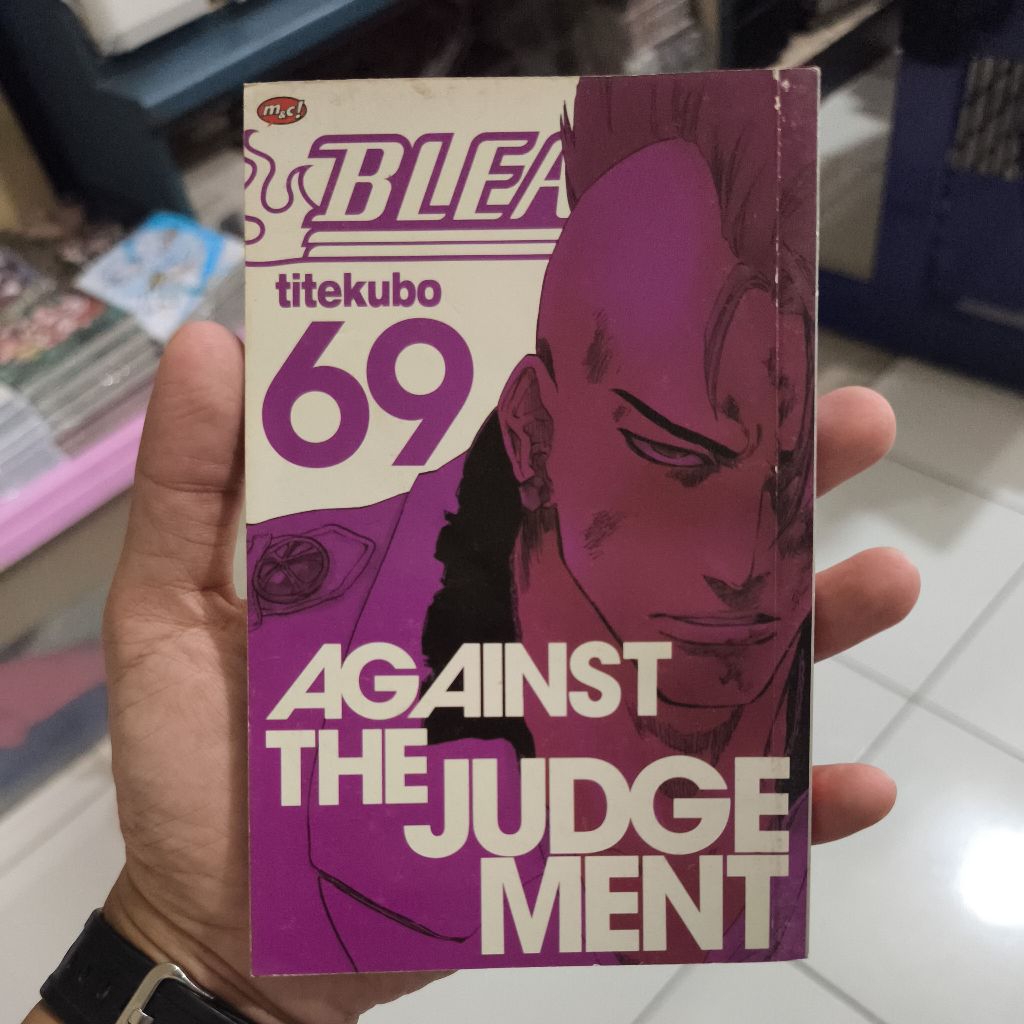 m&c!
BLEA
titekubo
69
AGAINST
THE JUDGE
MENT